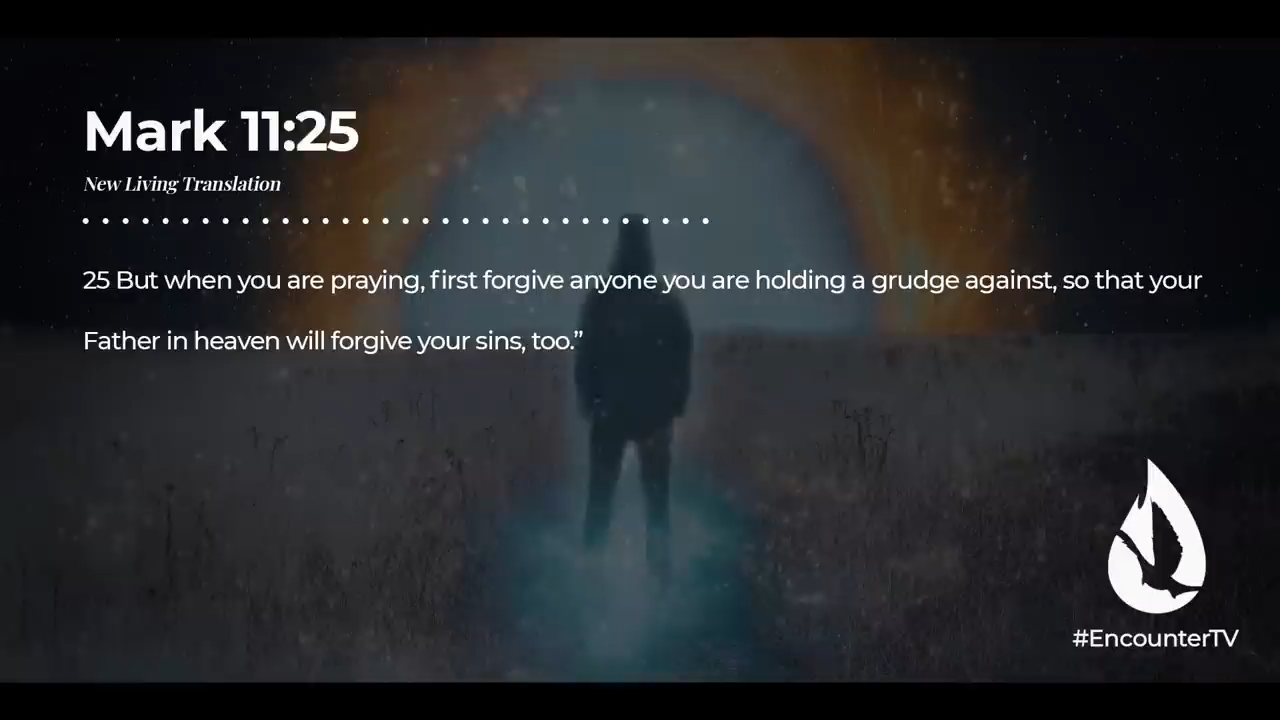 Mark 11:25
New Living Translation
25 But when you are praying, first forgive anyone you are holding a grudge against, so that your
Father in heaven will forgive your sins, too.”
#EncounterTV